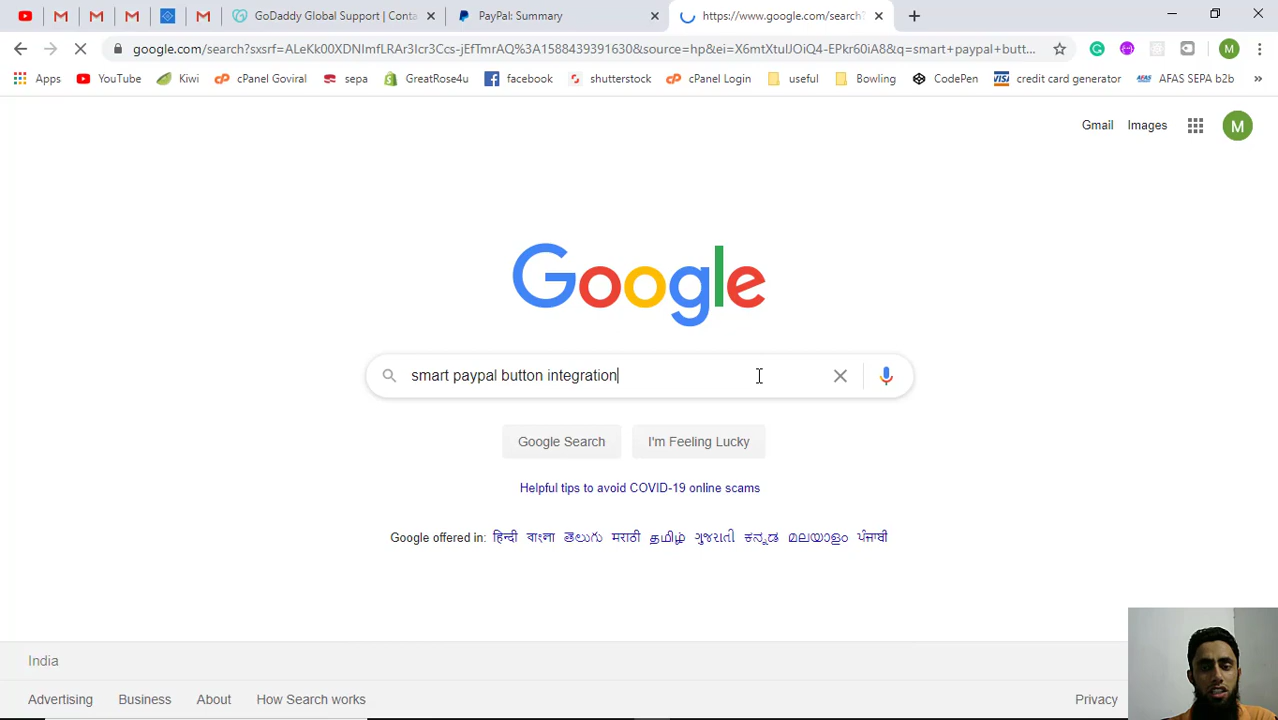 GoDaddy Global Support | Conta
PayPal: Summary
https://www.google.com/search?
google.com/search?sxsrf=ALeKk00XDNImfLRAr3Icr3Ccs-jEfTmrAQ%3A1588439391630&source=hp&ei=X6mtXtuIJOiQ4-EPkr60iA8&q=smart+paypal+butt...
M
Apps
YouTube
Kiwi
cPanel Goviral
sepa
GreatRose4u
facebook
shutterstock
cPanel Login
useful
Bowling
CodePen
VISA
credit card generator
AFAS
AFAS SEPA b2b
»
Gmail
Images
M
Google
smart paypal button integration
Google Search
I'm Feeling Lucky
Helpful tips to avoid COVID-19 online scams
Google offered in: हिन्दी বাংলা తెలుగు मराठी தமிழ் ગુજરાતી ಕನ್ನಡ മലയാളം ਪੰਜਾਬੀ
India
Advertising
Business
About
How Search works
Privacy